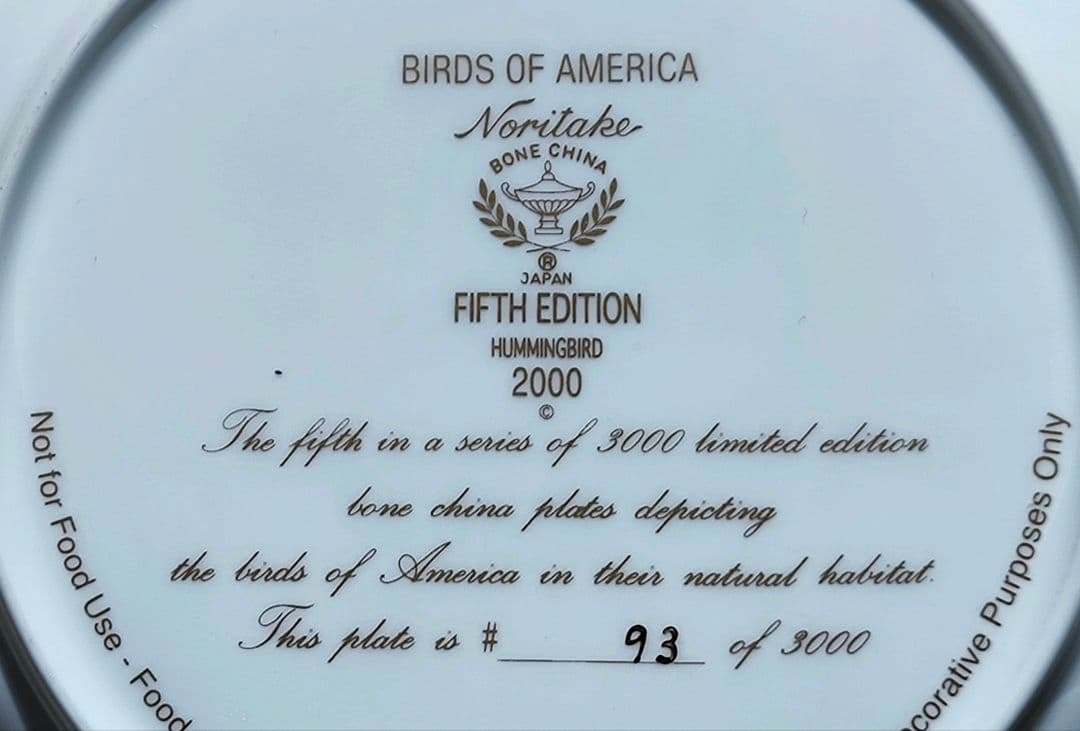 BIRDS OF AMERICA
Noritake
BONE CHINA
®
JAPAN
FIFTH EDITION
HUMMINGBIRD
2000
©
The fifth in a series of 3000 limited edition
bone china plates depicting
the birds of America in their natural habitat.
This plate is # 93 of 3000
Not for Food Use - Food
Purposes Only